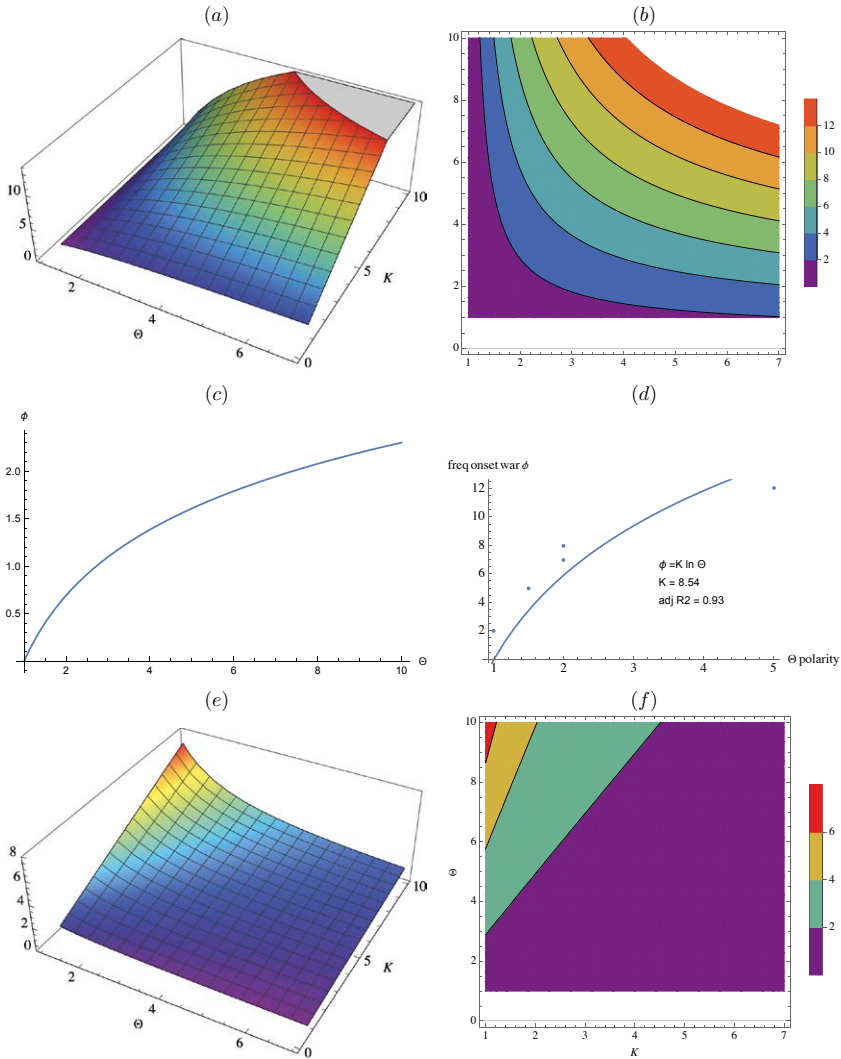 (a)
10
5
0
2
4
6
Θ
0
5
10
K
(b)
10
8
6
4
2
0
1 2 3 4 5 6 7
12
10
8
6
4
2
(c)
ϕ
2.0
1.5
1.0
0.5
2 4 6 8 10 Θ
(d)
freq onset war ϕ
12
10
8
6
4
2
ϕ =K ln Θ
K = 8.54
adj R2 = 0.93
1 2 3 4 5 Θ polarity
(e)
8
6
4
2
0
2
4
6
Θ
0
5
10
K
(f)
10
8
6
4
2
0
Θ
1 2 3 4 5 6 7
K
6
4
2